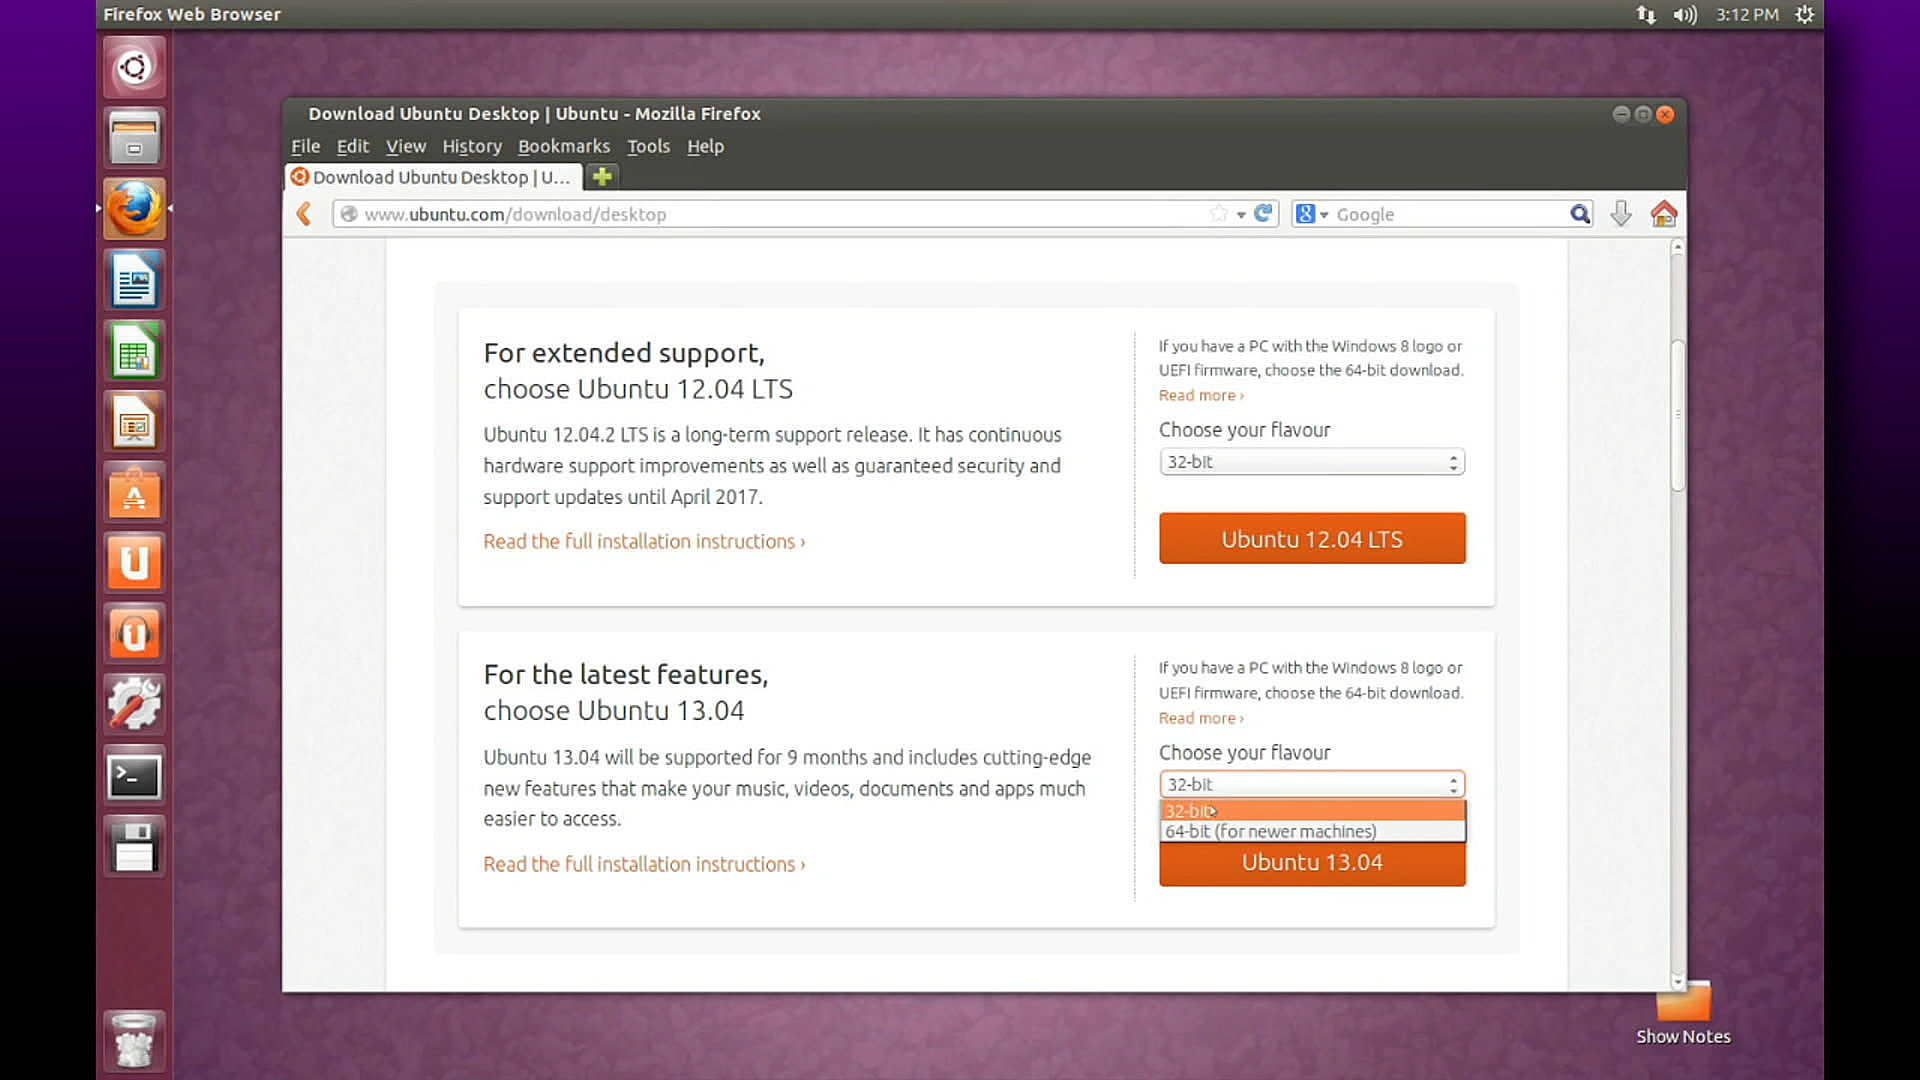 Firefox Web Browser
3:12 PM
Download Ubuntu Desktop | Ubuntu - Mozilla Firefox
File Edit View History Bookmarks Tools Help
Download Ubuntu Desktop | U...
www.ubuntu.com/download/desktop
8
Google
For extended support,
choose Ubuntu 12.04 LTS
Ubuntu 12.04.2 LTS is a long-term support release. It has continuous
hardware support improvements as well as guaranteed security and
support updates until April 2017.
Read the full installation instructions ›
If you have a PC with the Windows 8 logo or
UEFI firmware, choose the 64-bit download.
Read more ›
Choose your flavour
32-bit
Ubuntu 12.04 LTS
For the latest features,
choose Ubuntu 13.04
Ubuntu 13.04 will be supported for 9 months and includes cutting-edge
new features that make your music, videos, documents and apps much
easier to access.
Read the full installation instructions ›
If you have a PC with the Windows 8 logo or
UEFI firmware, choose the 64-bit download.
Read more ›
Choose your flavour
32-bit
32-bit
64-bit (for newer machines)
Ubuntu 13.04
Show Notes